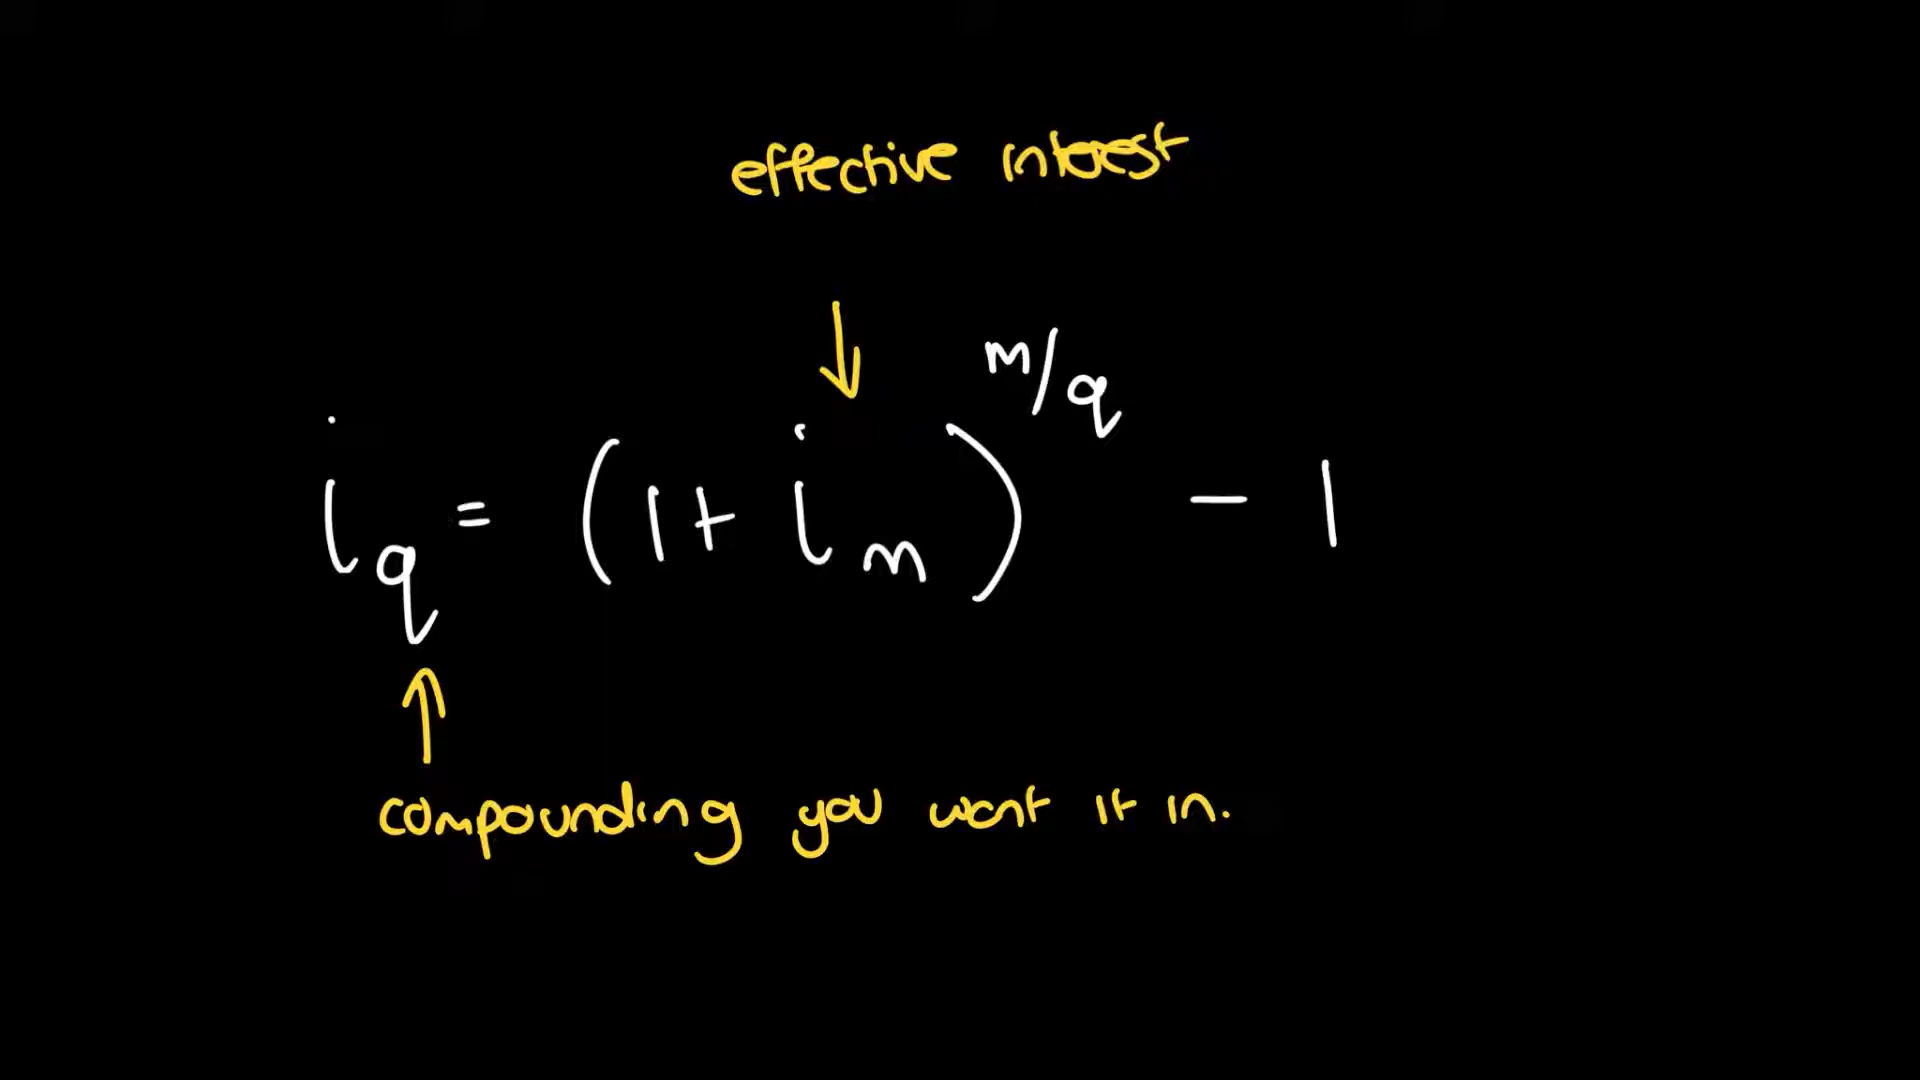 effective interest
i_q = (1 + i_m)^{m/q} - 1
compounding you want it in.